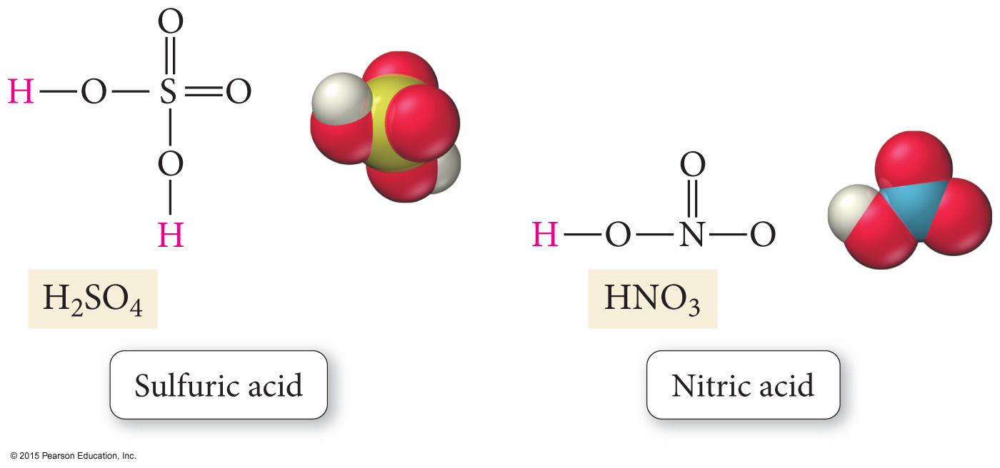 O
H—O—S=O
O
H
H₂SO₄
Sulfuric acid
O
H—O—N—O
HNO₃
Nitric acid
© 2015 Pearson Education, Inc.